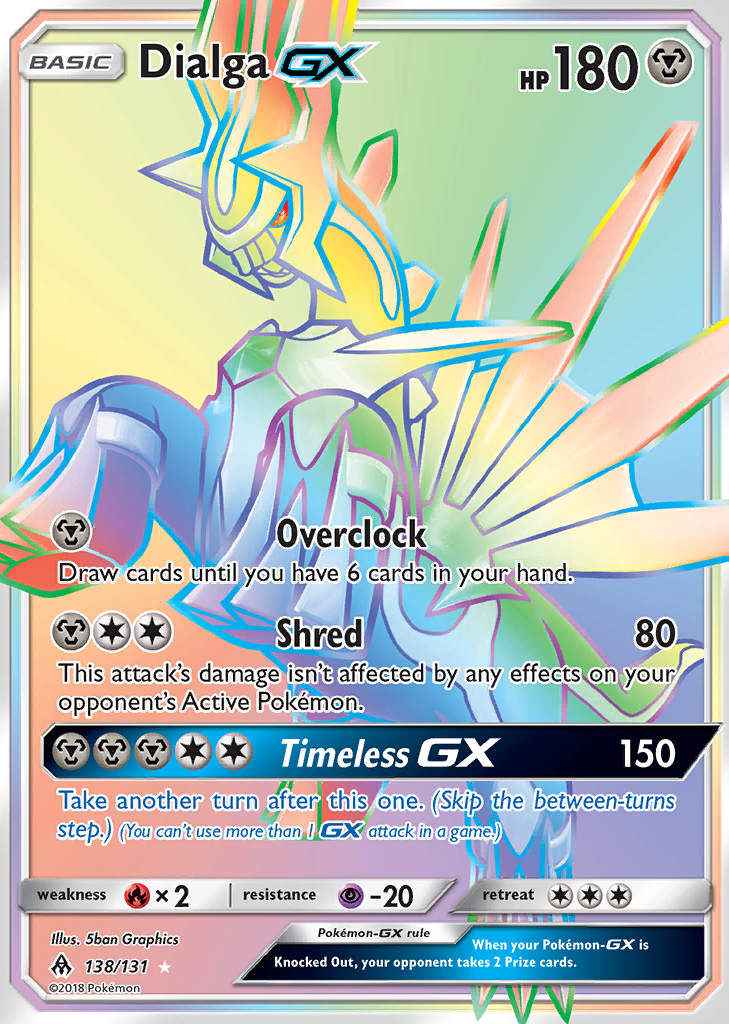 BASIC Dialga GX HP 180
Overclock
Draw cards until you have 6 cards in your hand.
Shred 80
This attack's damage isn't affected by any effects on your
opponent's Active Pokémon.
Timeless GX 150
Take another turn after this one. (Skip the between-turns
step.) (You can't use more than 1 GX attack in a game.)
weakness ×2 resistance -20 retreat
Illus. 5ban Graphics
138/131
©2018 Pokémon
Pokémon-GX rule
When your Pokémon-GX is
Knocked Out, your opponent takes 2 Prize cards.